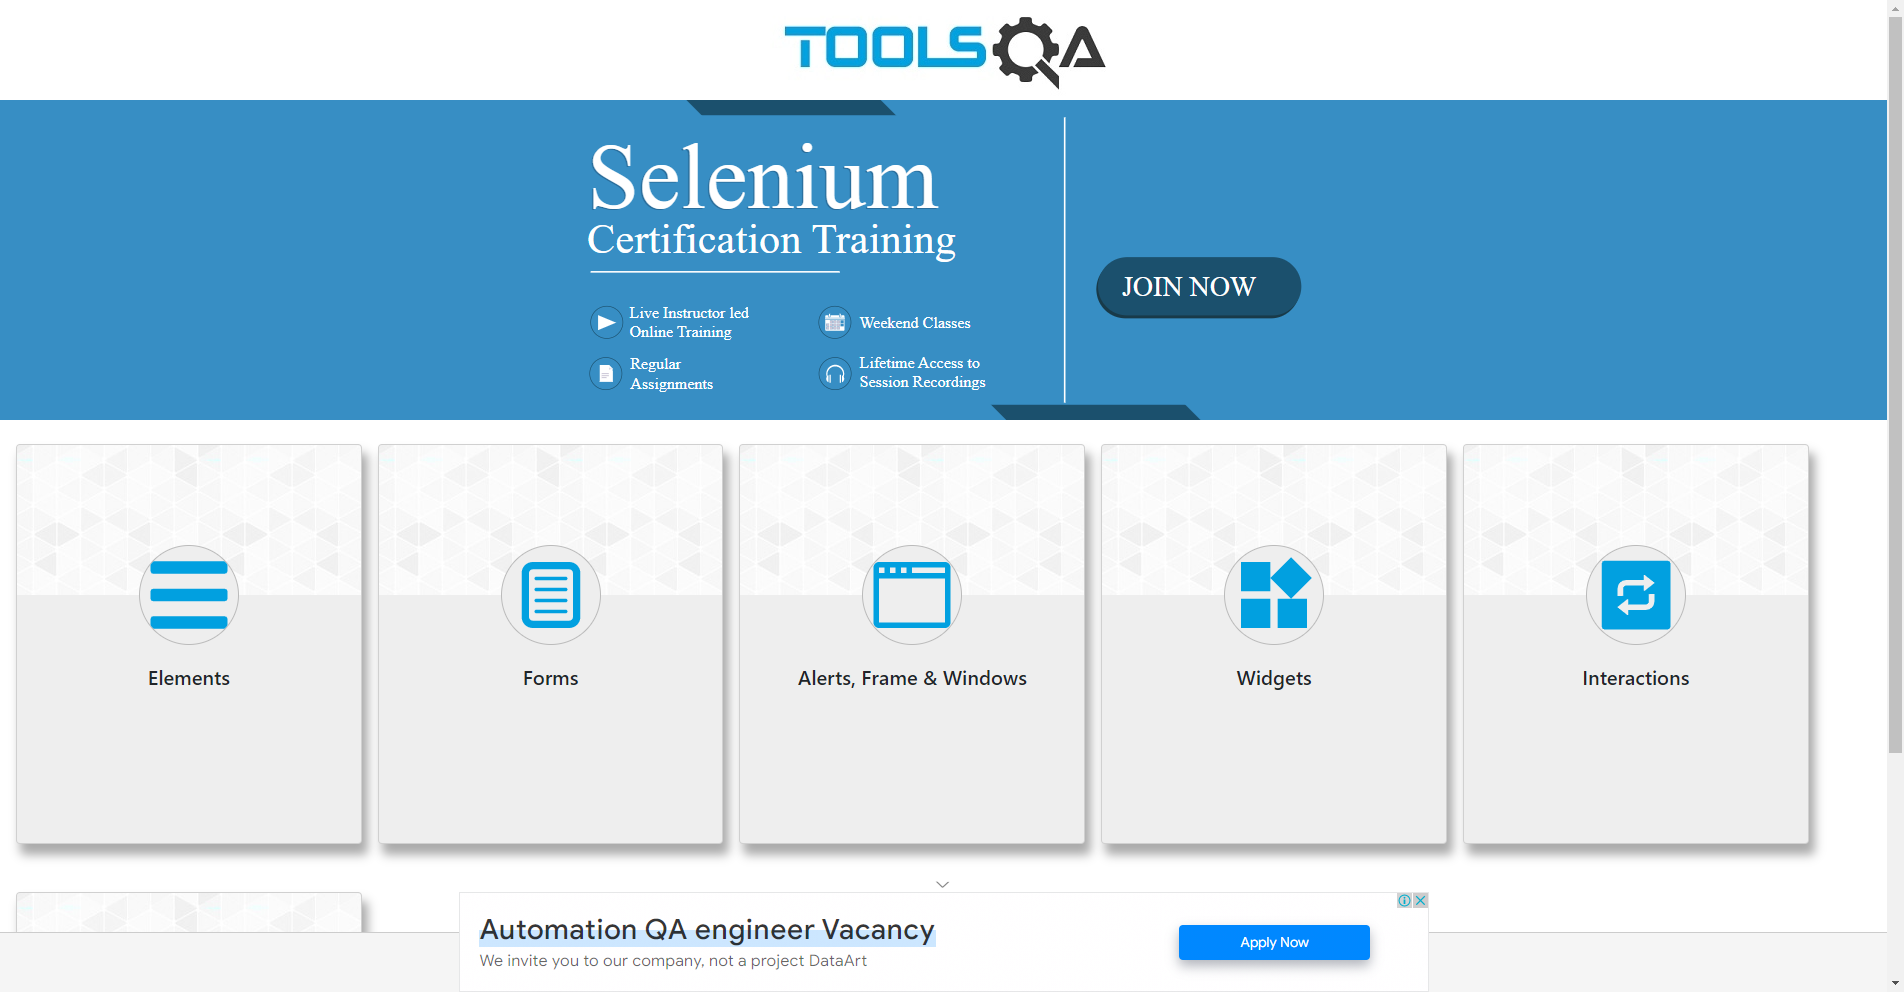 TOOLSQA
Selenium
Certification Training
JOIN NOW
Live Instructor led
Online Training
Weekend Classes
Regular
Assignments
Lifetime Access to
Session Recordings
Elements
Forms
Alerts, Frame & Windows
Widgets
Interactions
Automation QA engineer Vacancy
We invite you to our company, not a project DataArt
Apply Now